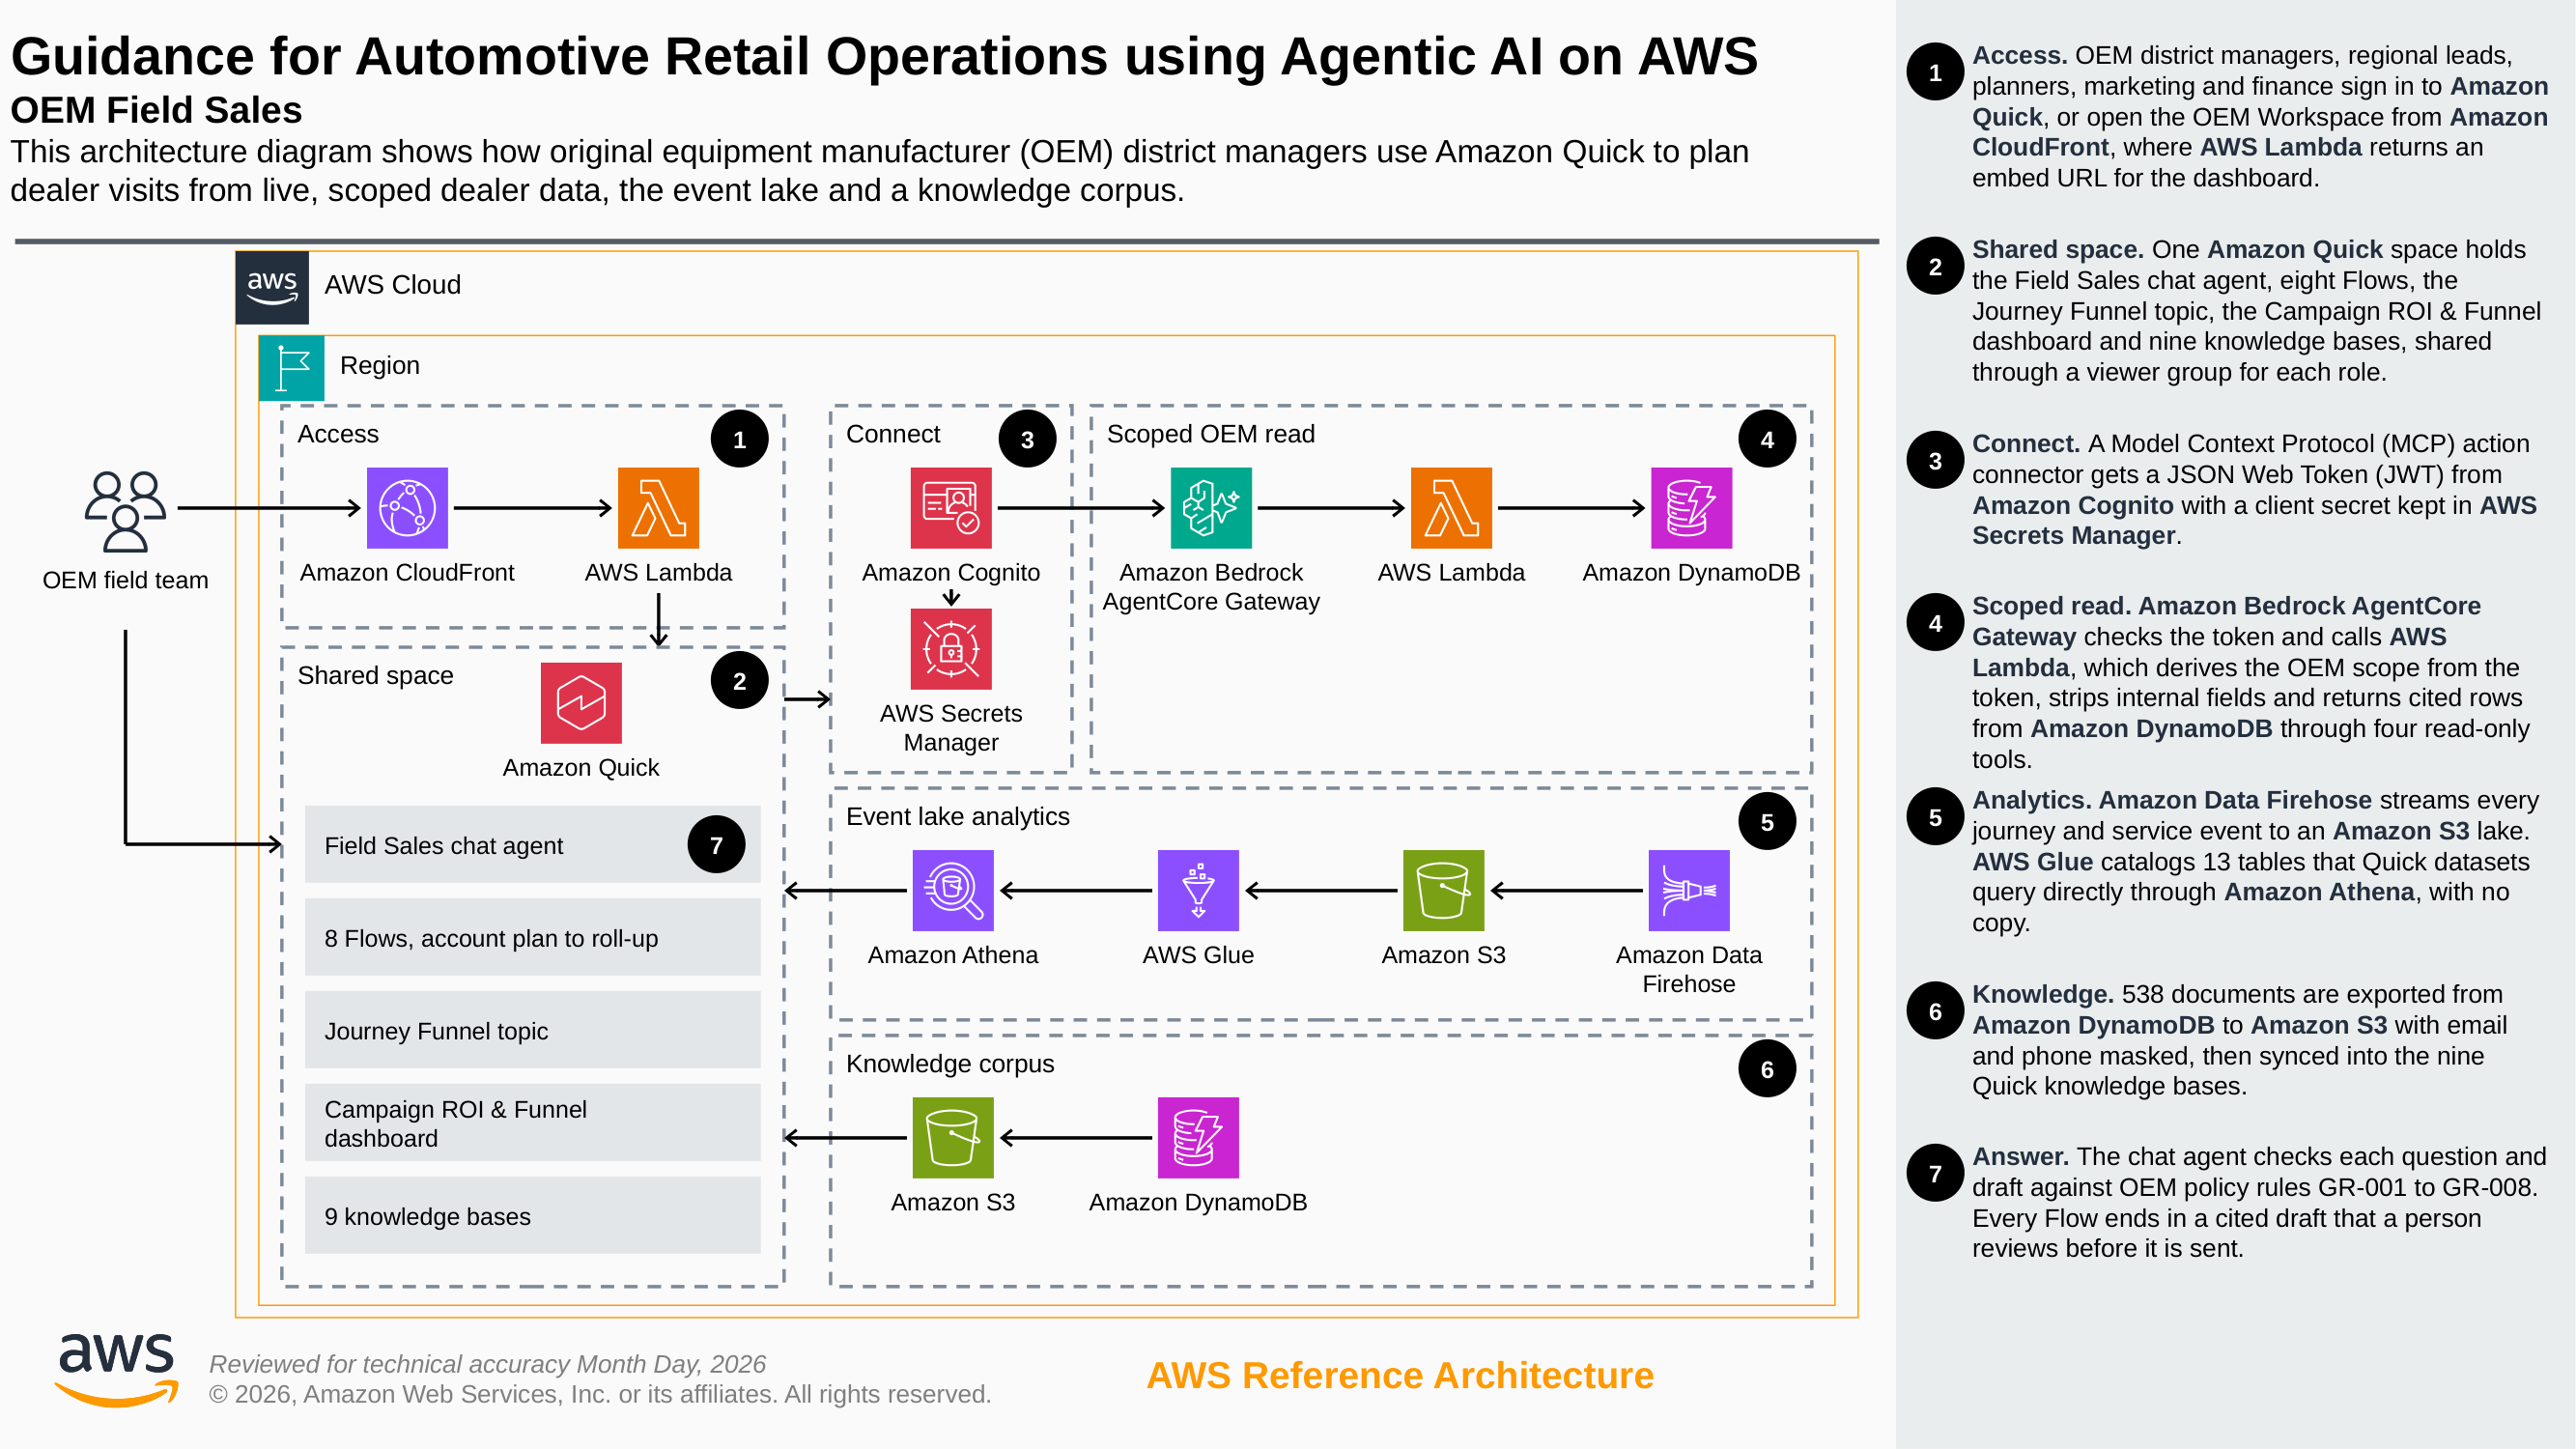 Guidance for Automotive Retail Operations using Agentic AI on AWS
OEM Field Sales
This architecture diagram shows how original equipment manufacturer (OEM) district managers use Amazon Quick to plan
dealer visits from live, scoped dealer data, the event lake and a knowledge corpus.
aws
AWS Cloud
Region
OEM field team
Access
1
Amazon CloudFront
AWS Lambda
Shared space
2
Amazon Quick
Field Sales chat agent
7
8 Flows, account plan to roll-up
Journey Funnel topic
Campaign ROI & Funnel
dashboard
9 knowledge bases
Connect
3
Amazon Cognito
AWS Secrets
Manager
Scoped OEM read
4
Amazon Bedrock
AgentCore Gateway
AWS Lambda
Amazon DynamoDB
Event lake analytics
5
Amazon Athena
AWS Glue
Amazon S3
Amazon Data
Firehose
Knowledge corpus
6
Amazon S3
Amazon DynamoDB
aws
Reviewed for technical accuracy Month Day, 2026
© 2026, Amazon Web Services, Inc. or its affiliates. All rights reserved.
AWS Reference Architecture
1
Access. OEM district managers, regional leads,
planners, marketing and finance sign in to Amazon
Quick, or open the OEM Workspace from Amazon
CloudFront, where AWS Lambda returns an
embed URL for the dashboard.
2
Shared space. One Amazon Quick space holds
the Field Sales chat agent, eight Flows, the
Journey Funnel topic, the Campaign ROI & Funnel
dashboard and nine knowledge bases, shared
through a viewer group for each role.
3
Connect. A Model Context Protocol (MCP) action
connector gets a JSON Web Token (JWT) from
Amazon Cognito with a client secret kept in AWS
Secrets Manager.
4
Scoped read. Amazon Bedrock AgentCore
Gateway checks the token and calls AWS
Lambda, which derives the OEM scope from the
token, strips internal fields and returns cited rows
from Amazon DynamoDB through four read-only
tools.
5
Analytics. Amazon Data Firehose streams every
journey and service event to an Amazon S3 lake.
AWS Glue catalogs 13 tables that Quick datasets
query directly through Amazon Athena, with no
copy.
6
Knowledge. 538 documents are exported from
Amazon DynamoDB to Amazon S3 with email
and phone masked, then synced into the nine
Quick knowledge bases.
7
Answer. The chat agent checks each question and
draft against OEM policy rules GR-001 to GR-008.
Every Flow ends in a cited draft that a person
reviews before it is sent.